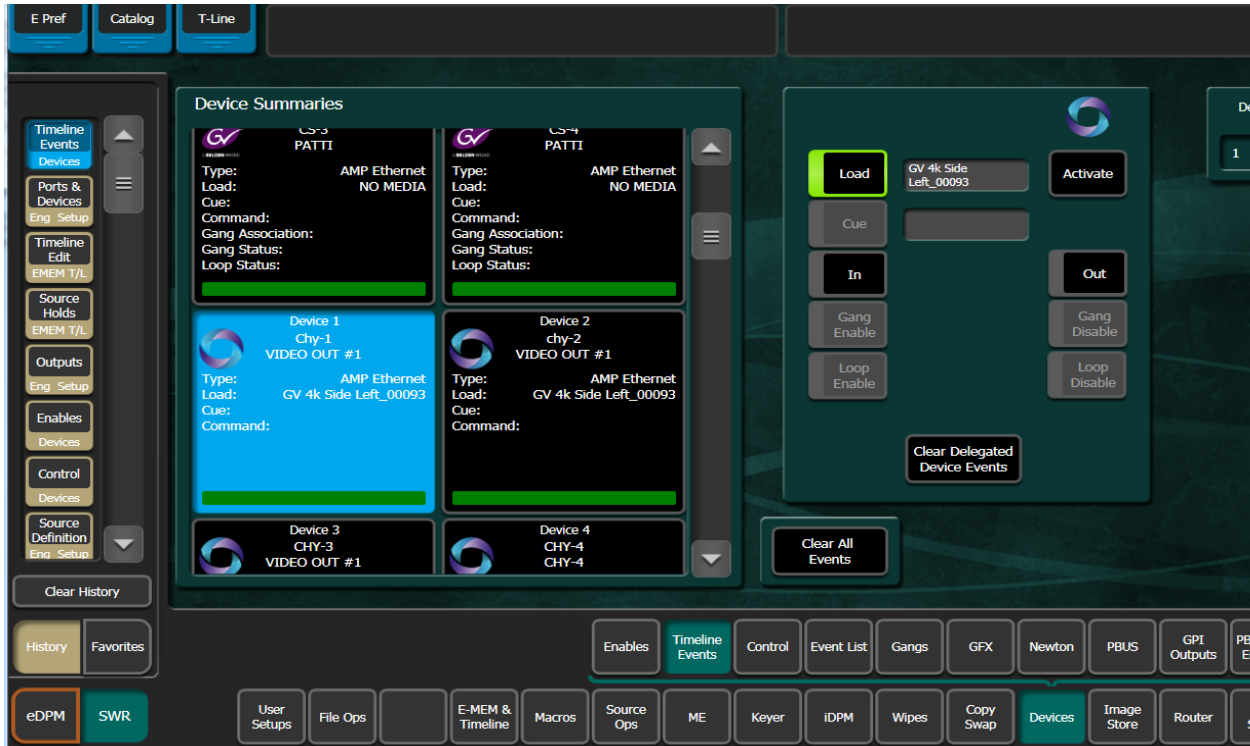 E Pref
Catalog
T-Line
Timeline
Events
Devices
Ports &
Devices
Eng Setup
Timeline
Edit
EMEM T/L
Source
Holds
EMEM T/L
Outputs
Eng Setup
Enables
Devices
Control
Devices
Source
Definition
Eng Setup
Clear History
History
Favorites
eDPM
SWR
Device Summaries
GV
A BELDEN BRAND
CS-3
PATTI
Type: AMP Ethernet
Load: NO MEDIA
Cue:
Command:
Gang Association:
Gang Status:
Loop Status:
GV
A BELDEN BRAND
CS-4
PATTI
Type: AMP Ethernet
Load: NO MEDIA
Cue:
Command:
Gang Association:
Gang Status:
Loop Status:
Device 1
Chy-1
VIDEO OUT #1
Type: AMP Ethernet
Load: GV 4k Side Left_00093
Cue:
Command:
Device 2
chy-2
VIDEO OUT #1
Type: AMP Ethernet
Load: GV 4k Side Left_00093
Cue:
Command:
Device 3
CHY-3
VIDEO OUT #1
Device 4
CHY-4
CHY-4
Load
GV 4k Side
Left_00093
Activate
Cue
In
Out
Gang
Enable
Gang
Disable
Loop
Enable
Loop
Disable
Clear Delegated
Device Events
Clear All
Events
De
1
Enables
Timeline
Events
Control
Event List
Gangs
GFX
Newton
PBUS
GPI
Outputs
PB
E
User
Setups
File Ops
E-MEM &
Timeline
Macros
Source
Ops
ME
Keyer
iDPM
Wipes
Copy
Swap
Devices
Image
Store
Router
S